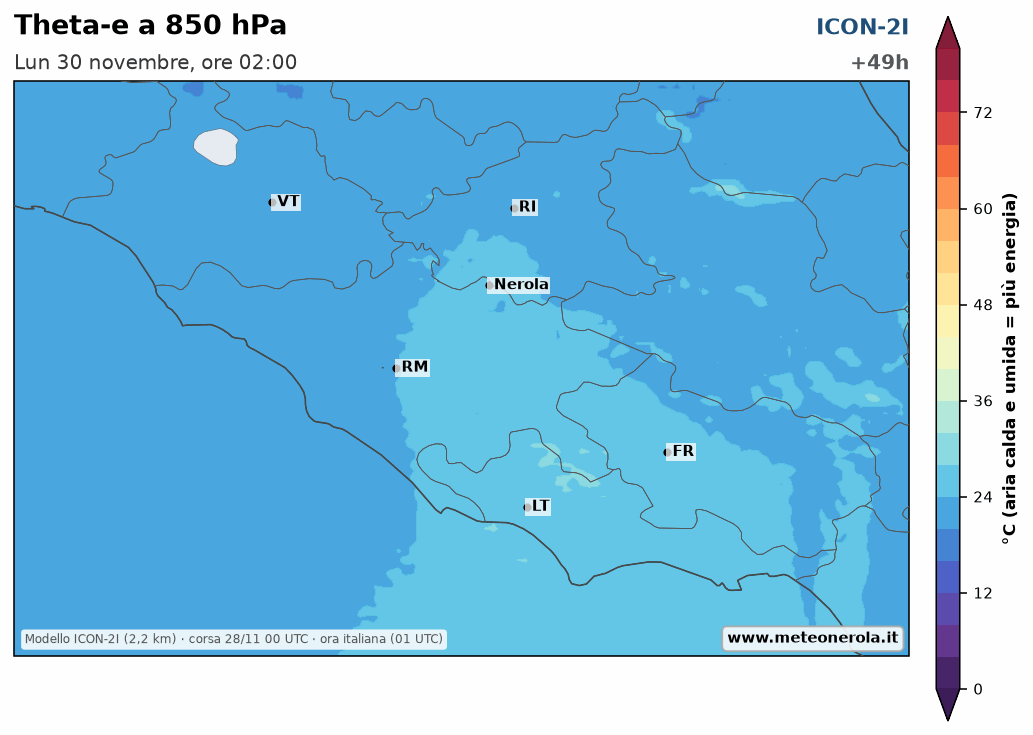 Theta-e a 850 hPa
ICON-2I
Lun 30 novembre, ore 02:00
+49h
VT
RI
Nerola
RM
FR
LT
Modello ICON-2I (2,2 km) · corsa 28/11 00 UTC · ora italiana (01 UTC)
www.meteonerola.it
72
60
48
36
24
12
0
°C (aria calda e umida = più energia)